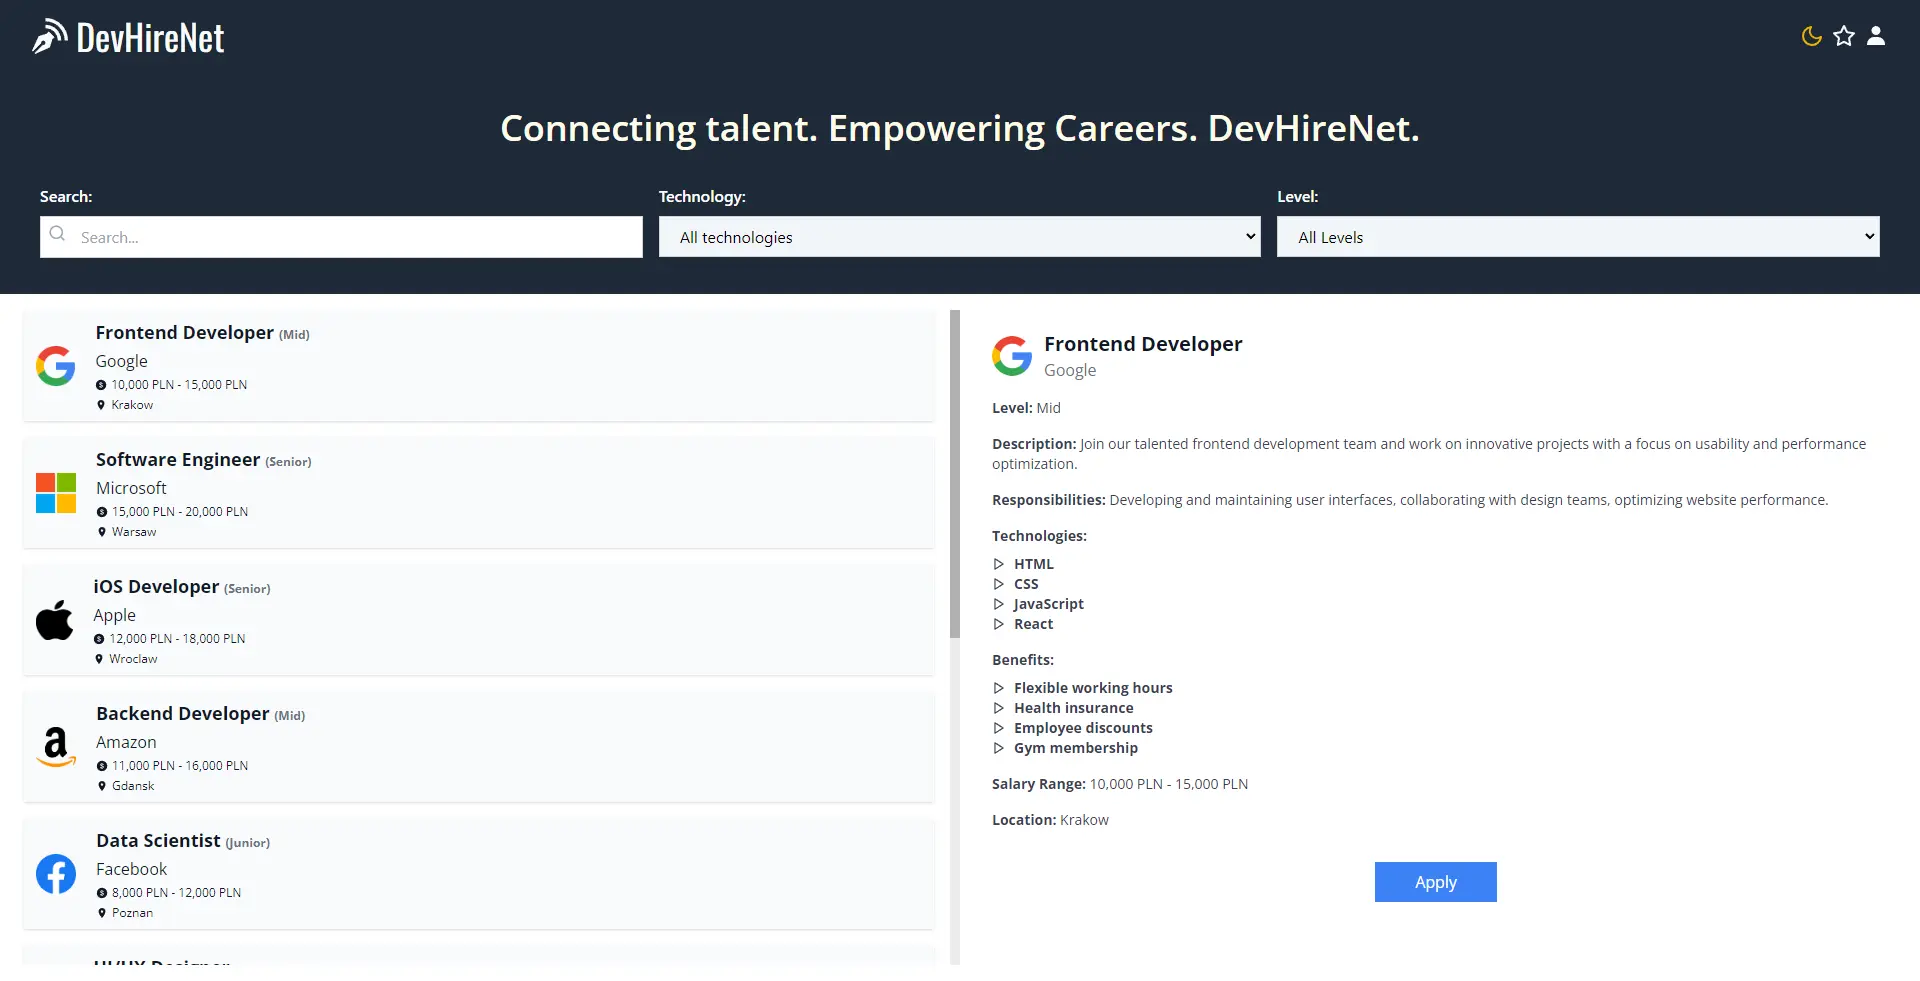 DevHireNet
Connecting talent. Empowering Careers. DevHireNet.
Search:
Search...
Technology:
All technologies
Level:
All Levels
Frontend Developer (Mid)
Google
10,000 PLN - 15,000 PLN
Krakow
Software Engineer (Senior)
Microsoft
15,000 PLN - 20,000 PLN
Warsaw
iOS Developer (Senior)
Apple
12,000 PLN - 18,000 PLN
Wroclaw
Backend Developer (Mid)
Amazon
11,000 PLN - 16,000 PLN
Gdansk
Data Scientist (Junior)
Facebook
8,000 PLN - 12,000 PLN
Poznan
UI/UX Designer
Frontend Developer
Google
Level: Mid
Description: Join our talented frontend development team and work on innovative projects with a focus on usability and performance
optimization.
Responsibilities: Developing and maintaining user interfaces, collaborating with design teams, optimizing website performance.
Technologies:
HTML
CSS
JavaScript
React
Benefits:
Flexible working hours
Health insurance
Employee discounts
Gym membership
Salary Range: 10,000 PLN - 15,000 PLN
Location: Krakow
Apply